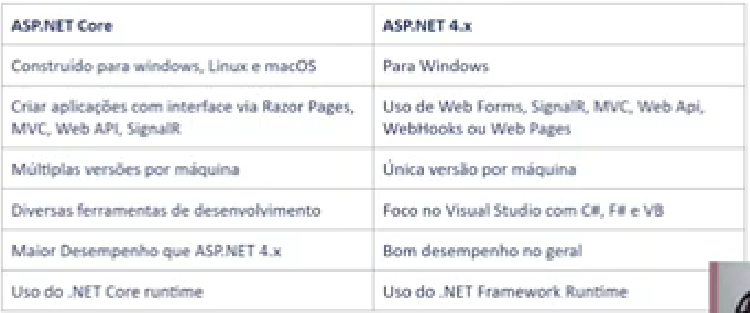 ASP.NET Core
ASP.NET 4.x
Construído para windows, Linux e macOS
Para Windows
Criar aplicações com interface via Razor Pages,
MVC, Web API, SignalR
Uso de Web Forms, SignalR, MVC, Web Api,
WebHooks ou Web Pages
Múltiplas versões por máquina
Única versão por máquina
Diversas ferramentas de desenvolvimento
Foco no Visual Studio com C#, F# e VB
Maior Desempenho que ASP.NET 4.x
Bom desempenho no geral
Uso do .NET Core runtime
Uso do .NET Framework Runtime